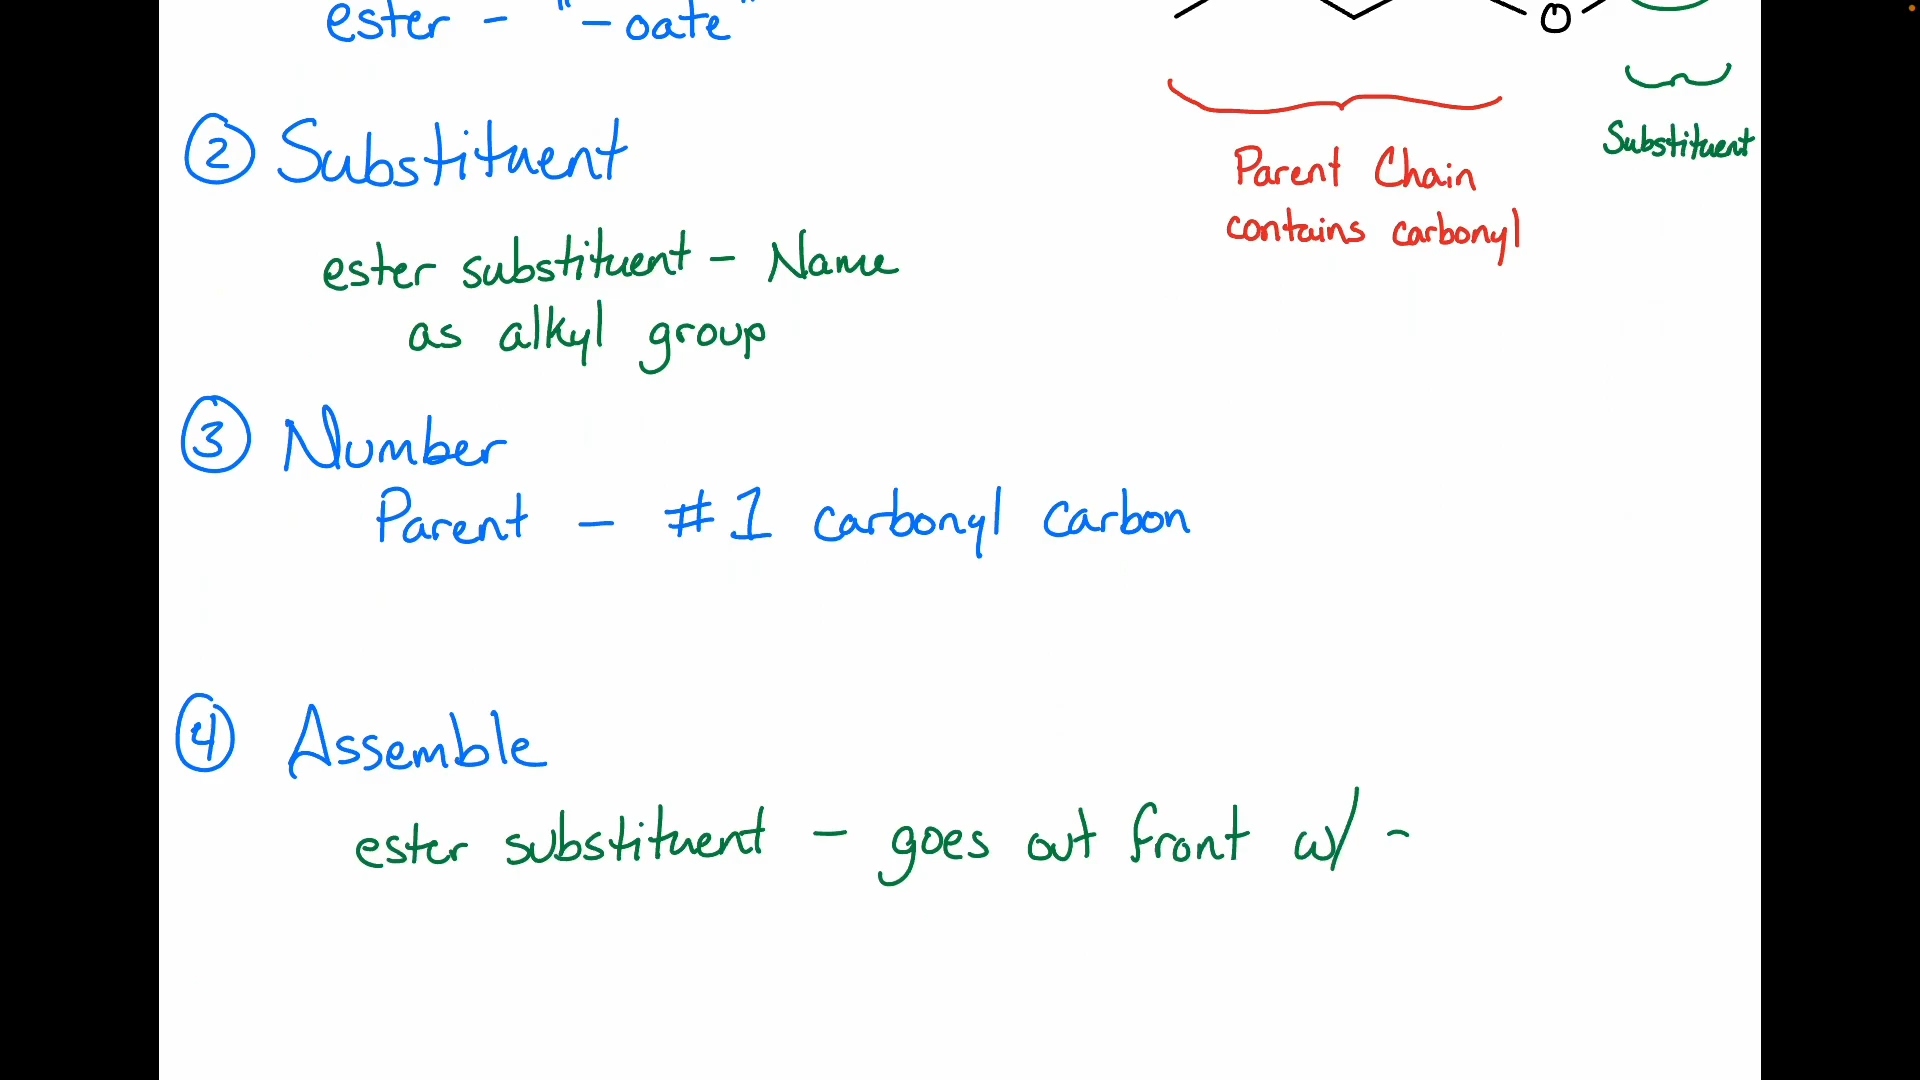 ester - "-oate"
O
Substituent
Parent Chain
contains carbonyl
② Substituent
ester substituent - Name
as alkyl group
③ Number
Parent - #1 carbonyl carbon
④ Assemble
ester substituent - goes out front w/ -